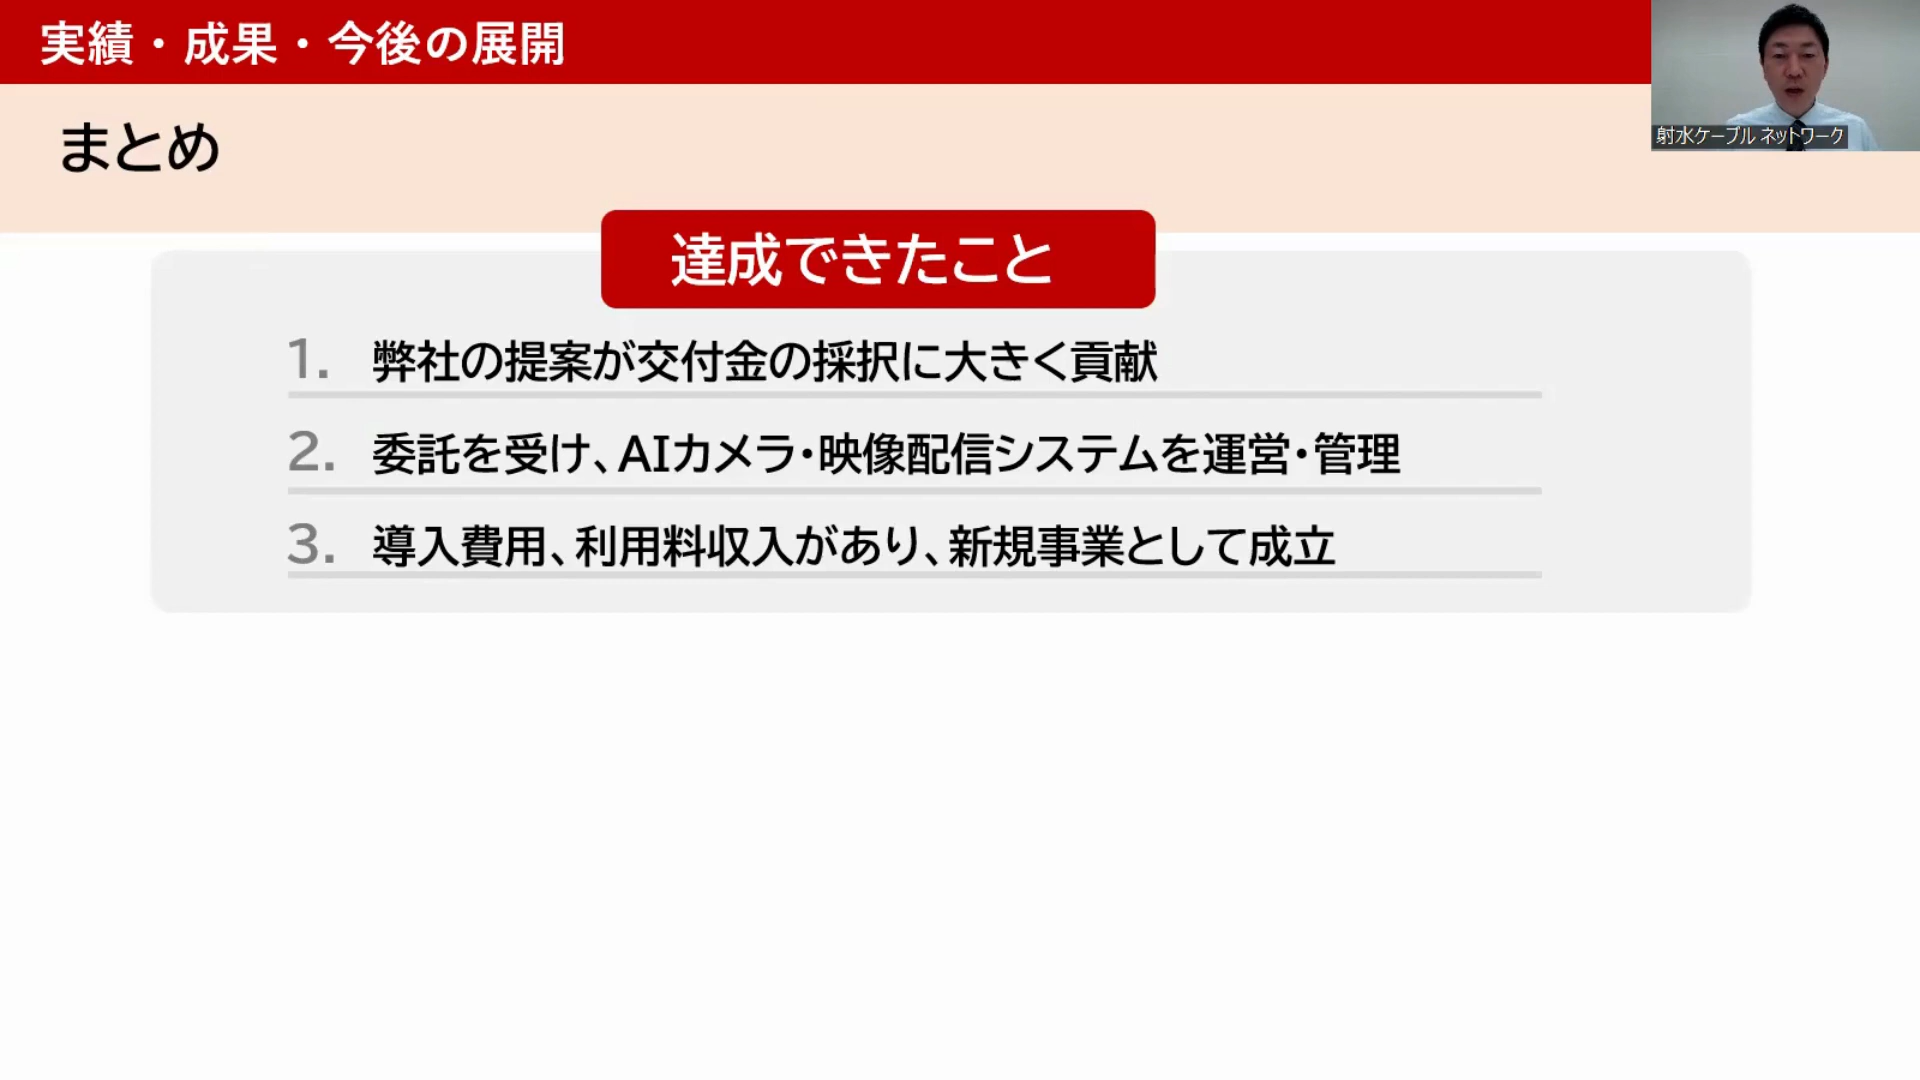 実績・成果・今後の展開
射水ケーブルネットワーク
まとめ
達成できたこと
1. 弊社の提案が交付金の採択に大きく貢献
2. 委託を受け、AIカメラ・映像配信システムを運営・管理
3. 導入費用、利用料収入があり、新規事業として成立